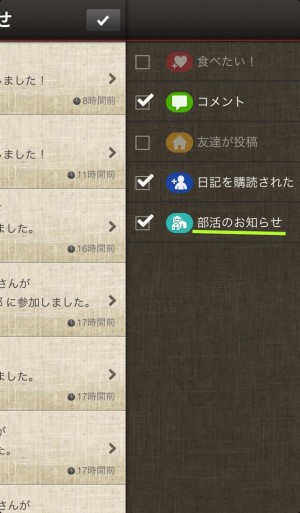 せ
しました！
8時間前
しました！
11時間前
ました。
16時間前
さんが
に参加しました。
17時間前
ました。
17時間前
が
た。
17時間前
さんが
食べたい！
コメント
友達が投稿
日記を購読された
部活のお知らせ